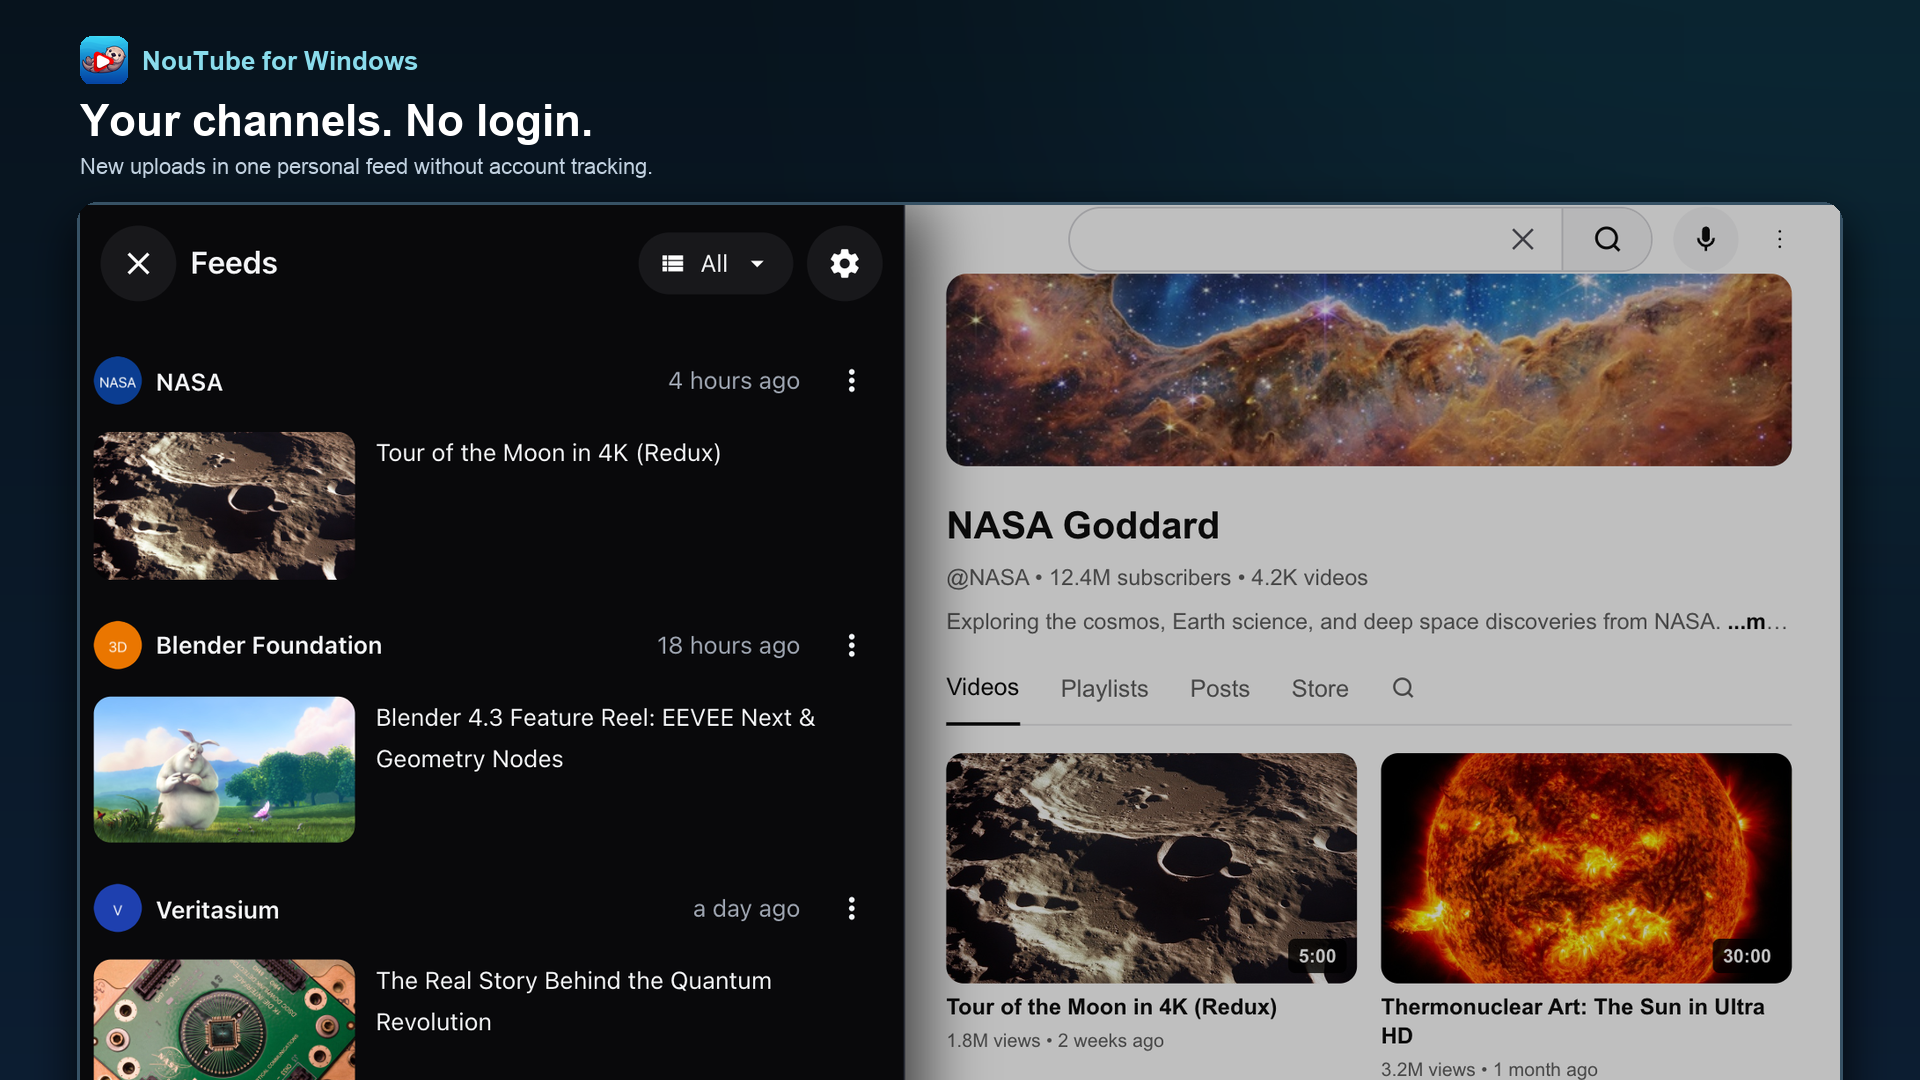 NouTube for Windows
Your channels. No login.
New uploads in one personal feed without account tracking.
Feeds
All
NASA
NASA
4 hours ago
Tour of the Moon in 4K (Redux)
3D
Blender Foundation
18 hours ago
Blender 4.3 Feature Reel: EEVEE Next &
Geometry Nodes
V
Veritasium
a day ago
The Real Story Behind the Quantum
Revolution
NASA Goddard
@NASA • 12.4M subscribers • 4.2K videos
Exploring the cosmos, Earth science, and deep space discoveries from NASA. ...m…
Videos
Playlists
Posts
Store
5:00
Tour of the Moon in 4K (Redux)
1.8M views • 2 weeks ago
30:00
Thermonuclear Art: The Sun in Ultra
HD
3.2M views • 1 month ago